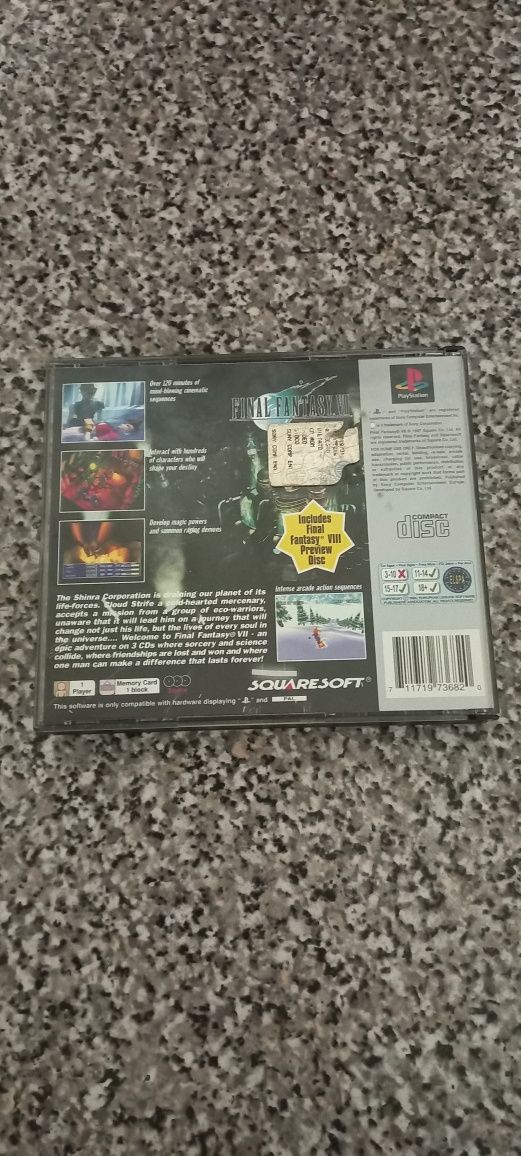 Over 120 minutes of
mind-blowing cinematic
sequences
Interact with hundreds
of characters who will
shape your destiny
Develop magic powers
and summon raging demons
FINAL FANTASY VII
Includes
Final
Fantasy VIII
Preview
Disc
Intense arcade action sequences
The Shinra Corporation is draining our planet of its
life-forces. Cloud Strife a cold-hearted mercenary,
accepts a mission from a group of eco-warriors,
unaware that it will lead him on a journey that will
change not just his life, but the lives of every soul in
the universe.... Welcome to Final Fantasy® VII - an
epic adventure on 3 CDs where sorcery and science
collide, where friendships are lost and won and where
one man can make a difference that lasts forever!
1
Player
Memory Card
1 block
SQUARESOFT®
This software is only compatible with hardware displaying " " and
PAL
PlayStation
COMPACT
disc
3-10
11-14
15-17
18+
ELSPA
7 11719 73682 0